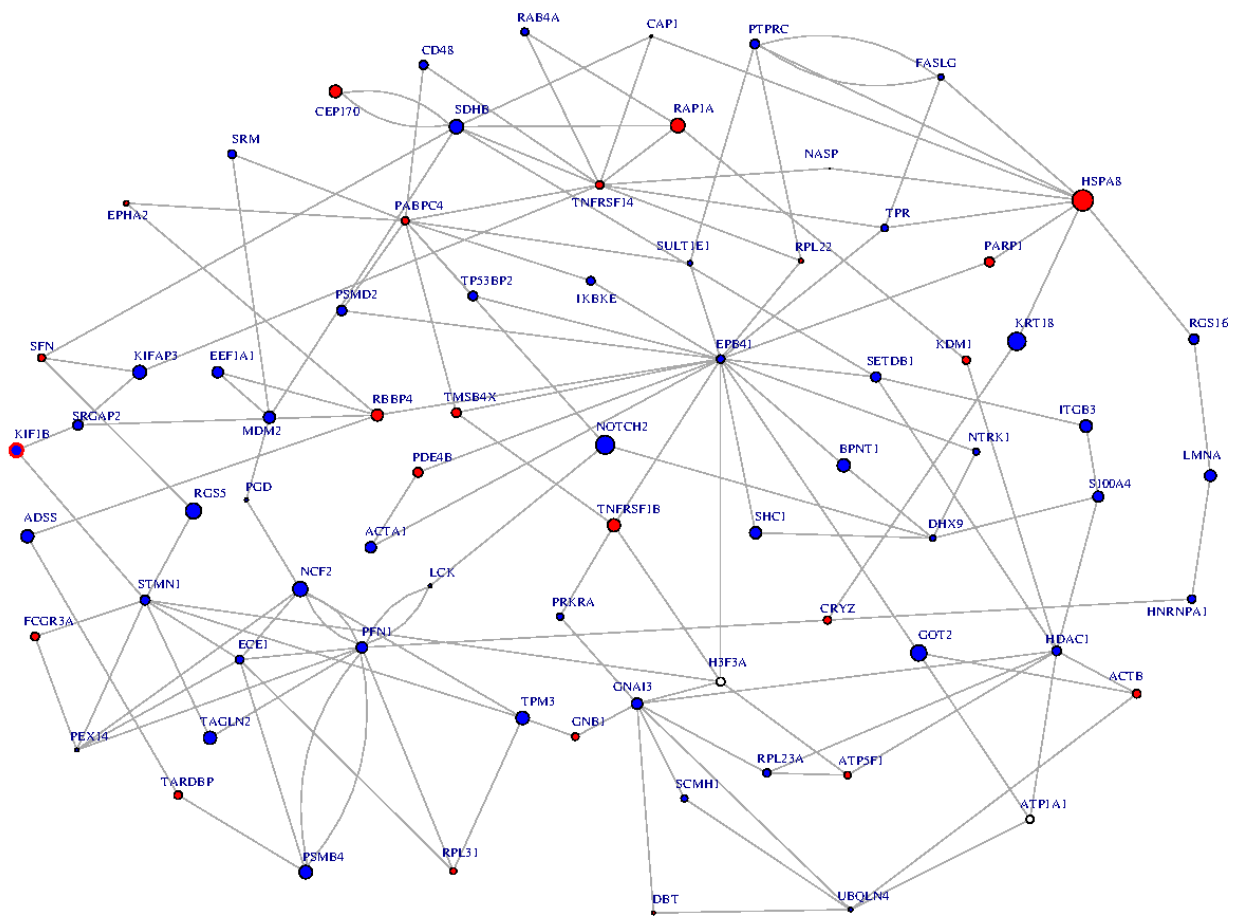 RAB4A
CAP1
PTPRC
CD48
FASLG
CEP170
SDHB
RAP1A
SRM
NASP
HSPA8
EPHA2
PABPC4
TNFRSF14
TPR
SULT1E1
RPL22
PARP1
PSMD2
TP53BP2
IKBKE
KRT18
RGS16
SFN
KIFAP3
EEF1A1
EPB41
SETDB1
KDM1
RBBP4
TMSB4X
SRGAP2
MDM2
ITGB3
KIF1B
NOTCH2
PDE4B
BPNT1
NTRK1
LMNA
RGS5
PGD
S100A4
ADSS
ACTA1
TNFRSF1B
SHC1
DHX9
STMN1
NCF2
LCK
PRKRA
CRYZ
HNRNPA1
FCGR3A
ECE1
PFN1
GOT2
HDAC1
H3F3A
GNAI3
ACTB
TPM3
GNB1
PEX14
TAGLN2
RPL23A
ATP5F1
TARDBP
SCMH1
ATP1A1
PSMB4
RPL31
DBT
UBQLN4